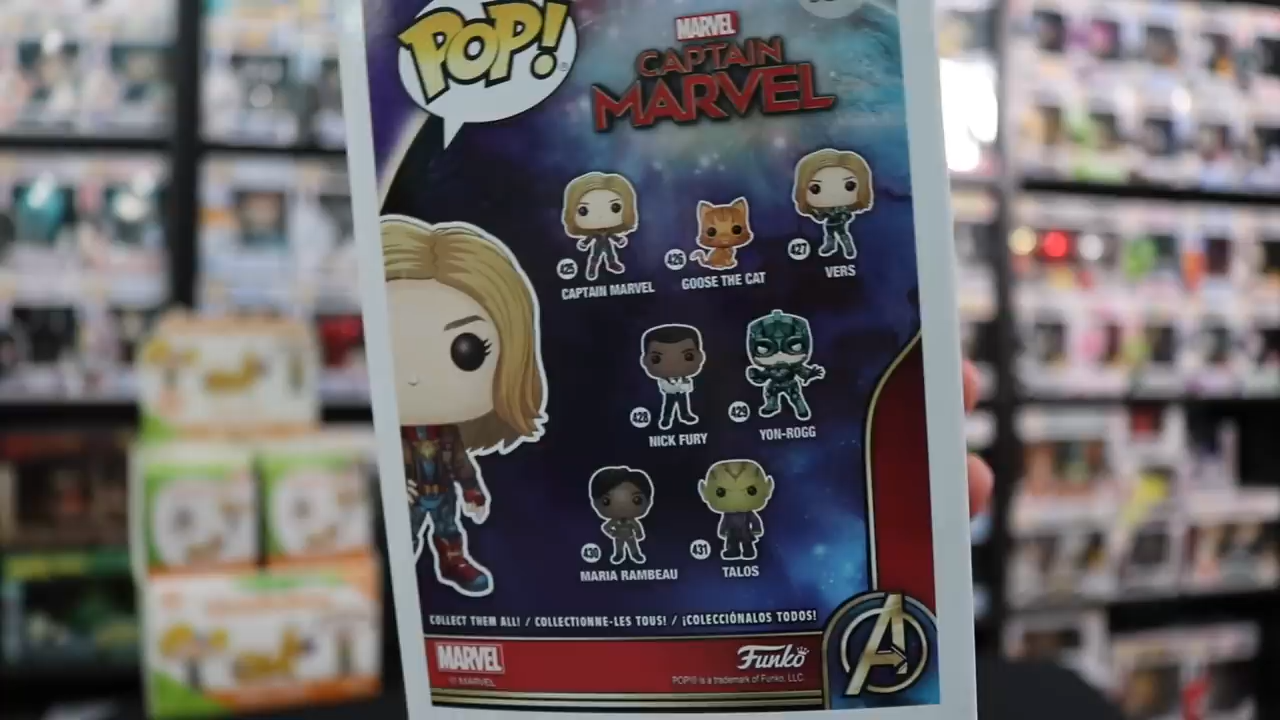 POP!
MARVEL
CAPTAIN
MARVEL
425
CAPTAIN MARVEL
426
GOOSE THE CAT
427
VERS
428
NICK FURY
429
YON-ROGG
430
MARIA RAMBEAU
431
TALOS
COLLECT THEM ALL! / COLLECTIONNE-LES TOUS! / ¡COLECCIÓNALOS TODOS!
MARVEL
© MARVEL
Funko
POP!® is a trademark of Funko, LLC.